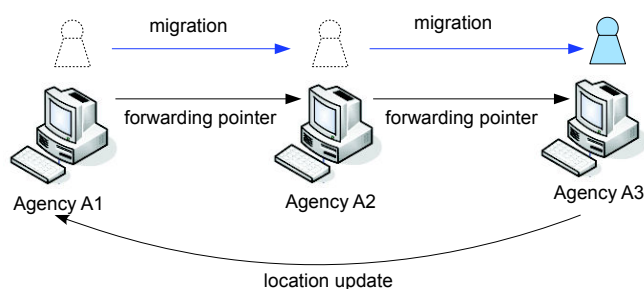 migration
migration
forwarding pointer
forwarding pointer
Agency A1
Agency A2
Agency A3
location update